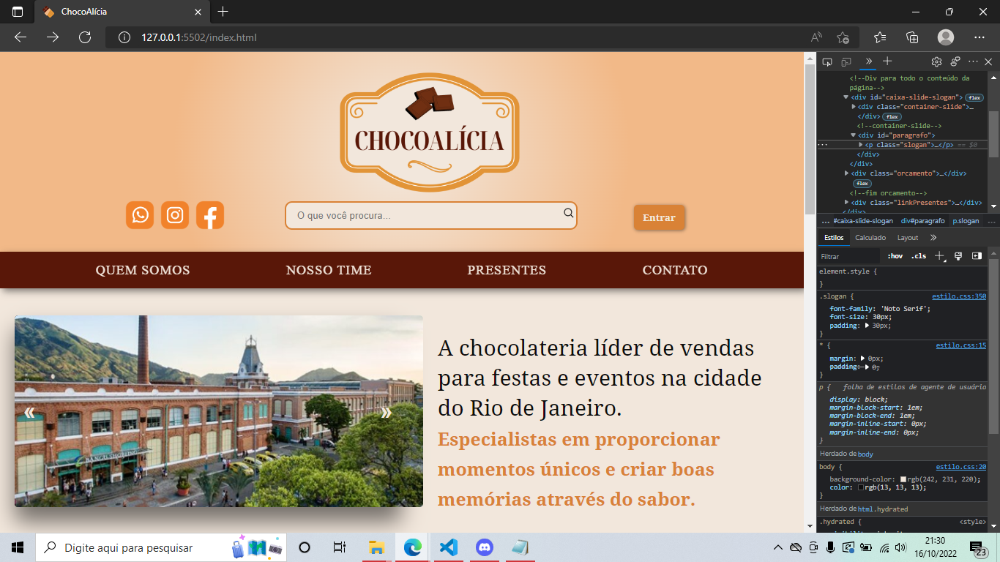 ChocoAlícia
127.0.0.1:5502/index.html
CHOCOALÍCIA
O que você procura...
Entrar
QUEM SOMOS
NOSSO TIME
PRESENTES
CONTATO
BANGU SHOPPING
«
»
A chocolateria líder de vendas
para festas e eventos na cidade
do Rio de Janeiro.
Especialistas em proporcionar
momentos únicos e criar boas
memórias através do sabor.
<!--Div para todo o conteúdo da
página-->
<div id="caixa-slide-slogan"> flex
<div class="container-slide">…
</div> flex
<!--container-slide-->
<div id="paragrafo">
<p class="slogan">…</p> == $0
</div>
</div>
<div class="orcamento">…</div>
flex
<!--fim orcamento-->
<div class="linkPresentes">…</div>
</div>
... #caixa-slide-slogan div#paragrafo p.slogan ...
Estilos Calculado Layout
Filtrar :hov .cls
element.style {
}
.slogan { estilo.css:350
font-family: 'Noto Serif';
font-size: 30px;
padding: 30px;
}
* { estilo.css:15
margin: 0px;
padding: 0;
}
p { folha de estilos de agente de usuário
display: block;
margin-block-start: 1em;
margin-block-end: 1em;
margin-inline-start: 0px;
margin-inline-end: 0px;
}
Herdado de body
body { estilo.css:20
background-color: rgb(242, 231, 220);
color: rgb(13, 13, 13);
}
Herdado de html.hydrated
.hydrated { <style>
Digite aqui para pesquisar
21:30
16/10/2022
23